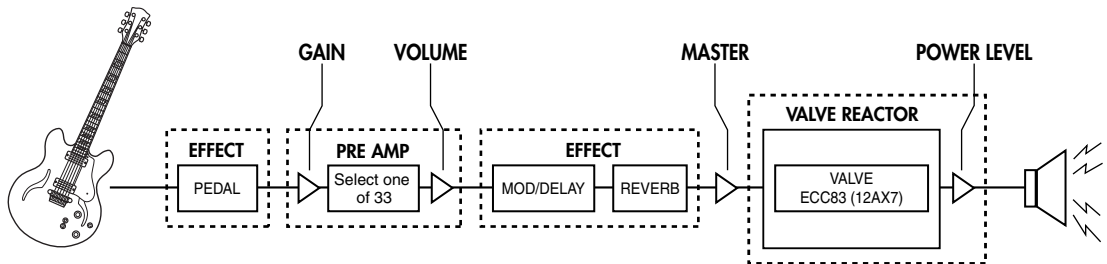 GAIN
VOLUME
MASTER
POWER LEVEL
VALVE REACTOR
EFFECT
PRE AMP
EFFECT
PEDAL
Select one
of 33
MOD/DELAY
REVERB
VALVE
ECC83 (12AX7)